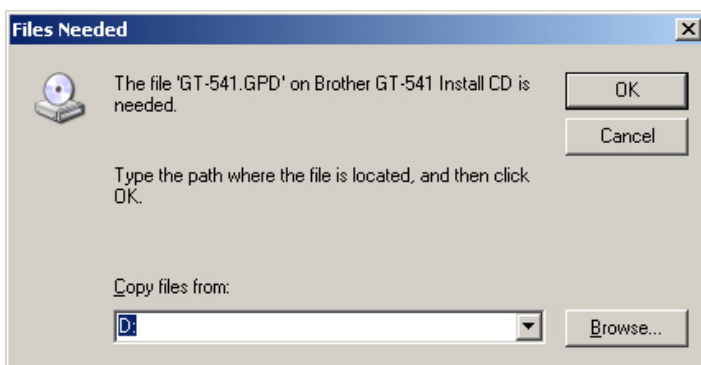 Files Needed
The file 'GT-541.GPD' on Brother GT-541 Install CD is
needed.
OK
Cancel
Type the path where the file is located, and then click
OK.
Copy files from:
D:
Browse...